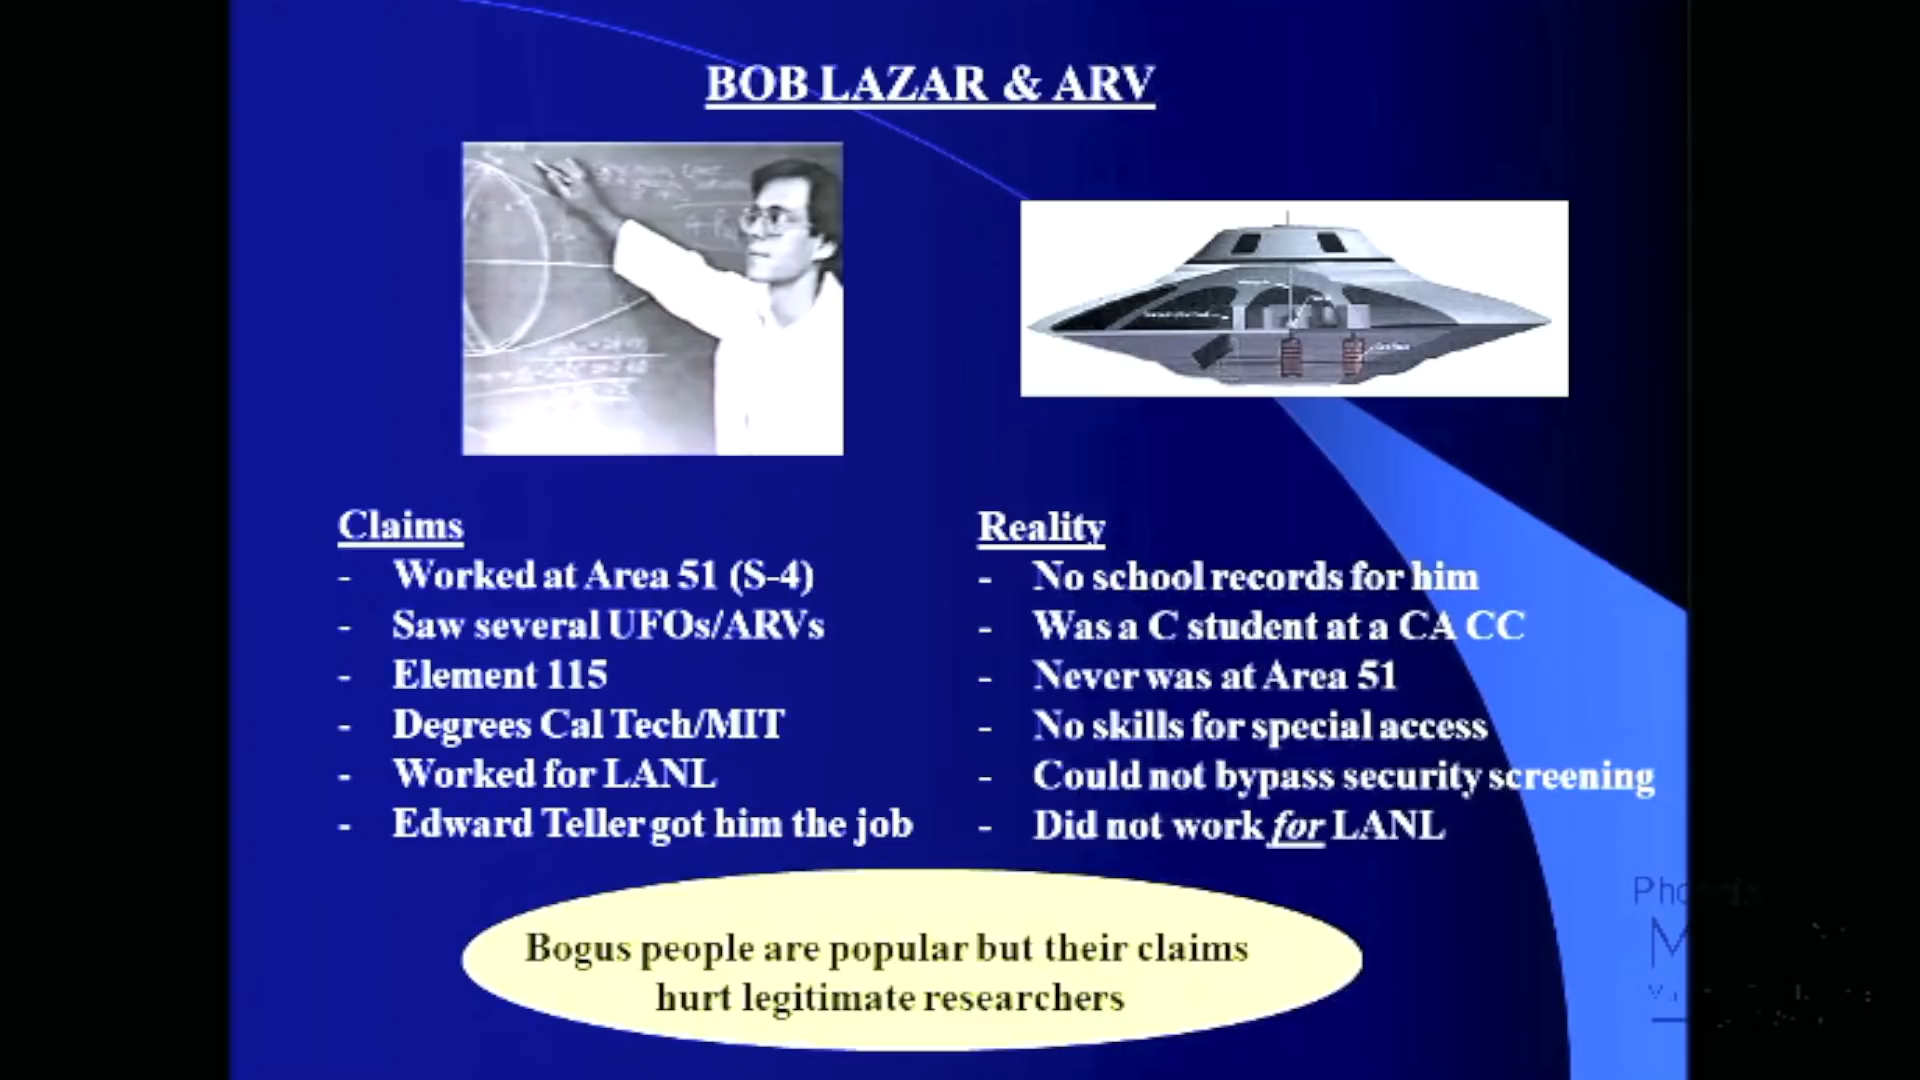 BOB LAZAR & ARV
Claims
- Worked at Area 51 (S-4)
- Saw several UFOs/ARVs
- Element 115
- Degrees Cal Tech/MIT
- Worked for LANL
- Edward Teller got him the job
Reality
- No school records for him
- Was a C student at a CA CC
- Never was at Area 51
- No skills for special access
- Could not bypass security screening
- Did not work for LANL
Bogus people are popular but their claims
hurt legitimate researchers